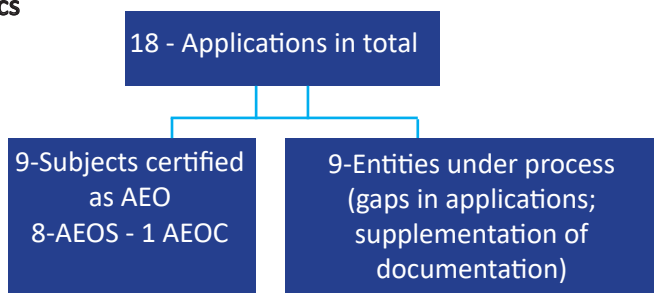 cs
18 - Applications in total
9-Subjects certified
as AEO
8-AEOS - 1 AEOC
9-Entities under process
(gaps in applications;
supplementation of
documentation)